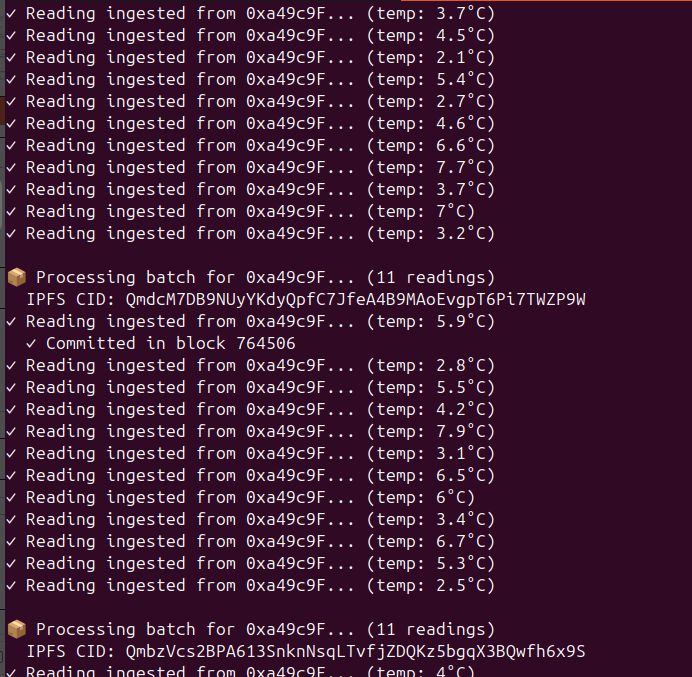 ✓ Reading ingested from 0xa49c9F... (temp: 3.7°C)
✓ Reading ingested from 0xa49c9F... (temp: 4.5°C)
✓ Reading ingested from 0xa49c9F... (temp: 2.1°C)
✓ Reading ingested from 0xa49c9F... (temp: 5.4°C)
✓ Reading ingested from 0xa49c9F... (temp: 2.7°C)
✓ Reading ingested from 0xa49c9F... (temp: 4.6°C)
✓ Reading ingested from 0xa49c9F... (temp: 6.6°C)
✓ Reading ingested from 0xa49c9F... (temp: 7.7°C)
✓ Reading ingested from 0xa49c9F... (temp: 3.7°C)
✓ Reading ingested from 0xa49c9F... (temp: 7°C)
✓ Reading ingested from 0xa49c9F... (temp: 3.2°C)
📦 Processing batch for 0xa49c9F... (11 readings)
IPFS CID: QmdcM7DB9NUyYKdyQpfC7JfeA4B9MAoEvgpT6Pi7TWZP9W
✓ Reading ingested from 0xa49c9F... (temp: 5.9°C)
✓ Committed in block 764506
✓ Reading ingested from 0xa49c9F... (temp: 2.8°C)
✓ Reading ingested from 0xa49c9F... (temp: 5.5°C)
✓ Reading ingested from 0xa49c9F... (temp: 4.2°C)
✓ Reading ingested from 0xa49c9F... (temp: 7.9°C)
✓ Reading ingested from 0xa49c9F... (temp: 3.1°C)
✓ Reading ingested from 0xa49c9F... (temp: 6.5°C)
✓ Reading ingested from 0xa49c9F... (temp: 6°C)
✓ Reading ingested from 0xa49c9F... (temp: 3.4°C)
✓ Reading ingested from 0xa49c9F... (temp: 6.7°C)
✓ Reading ingested from 0xa49c9F... (temp: 5.3°C)
✓ Reading ingested from 0xa49c9F... (temp: 2.5°C)
📦 Processing batch for 0xa49c9F... (11 readings)
IPFS CID: QmbzVcs2BPA613SnknNsqLTvfjZDQKz5bgqX3BQwfh6x9S
✓ Reading ingested from 0xa49c9F... (temp: 4°C)